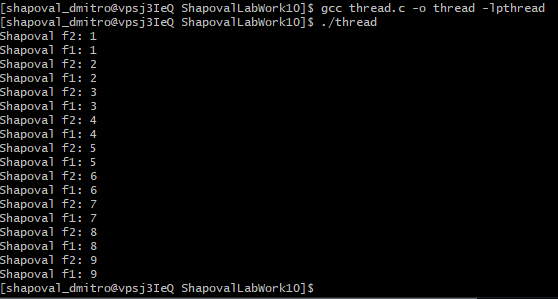 [shapoval_dmitro@vpsj3IeQ ShapovalLabWork10]$ gcc thread.c -o thread -lpthread
[shapoval_dmitro@vpsj3IeQ ShapovalLabWork10]$ ./thread
Shapoval f2: 1
Shapoval f1: 1
Shapoval f2: 2
Shapoval f1: 2
Shapoval f2: 3
Shapoval f1: 3
Shapoval f2: 4
Shapoval f1: 4
Shapoval f2: 5
Shapoval f1: 5
Shapoval f2: 6
Shapoval f1: 6
Shapoval f2: 7
Shapoval f1: 7
Shapoval f2: 8
Shapoval f1: 8
Shapoval f2: 9
Shapoval f1: 9
[shapoval_dmitro@vpsj3IeQ ShapovalLabWork10]$